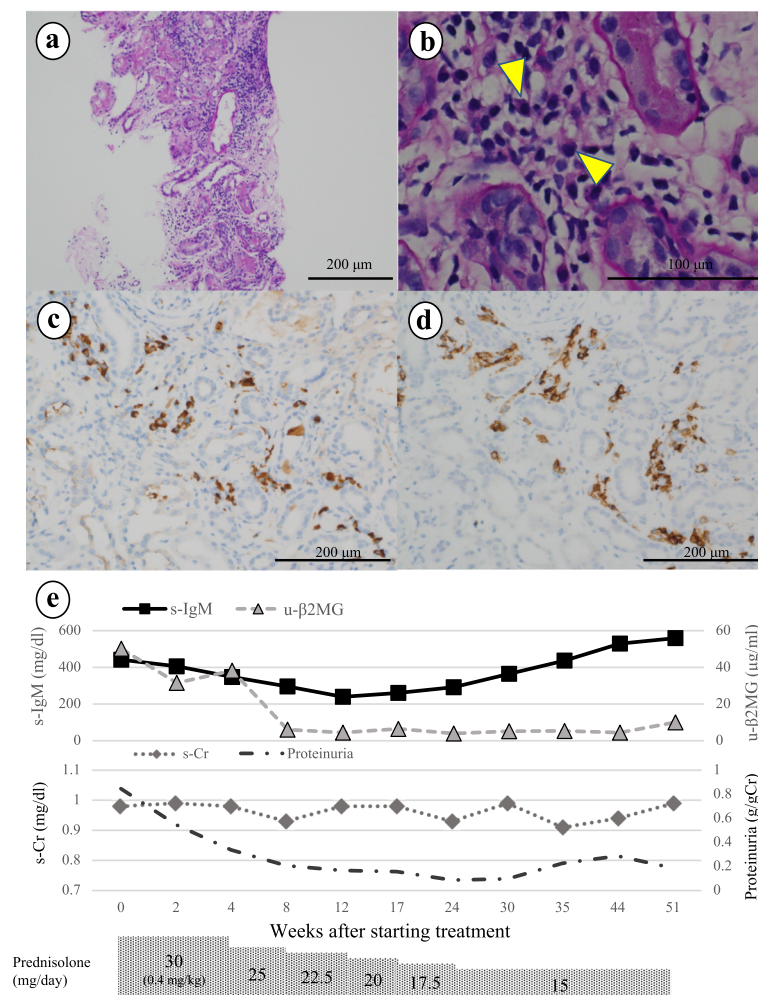 a
b
200 μm
100 μm
c
d
200 μm
200 μm
e
s-IgM
u-β2MG
s-IgM (mg/dl)
600
400
200
0
u-β2MG (μg/ml)
60
40
20
0
s-Cr
Proteinuria
s-Cr (mg/dl)
1.1
1
0.9
0.8
0.7
Proteinuria (g/gCr)
1
0.8
0.6
0.4
0.2
0
0 2 4 8 12 17 24 30 35 44 51
Weeks after starting treatment
Prednisolone
(mg/day)
30
(0.4 mg/kg)
25
22.5
20
17.5
15